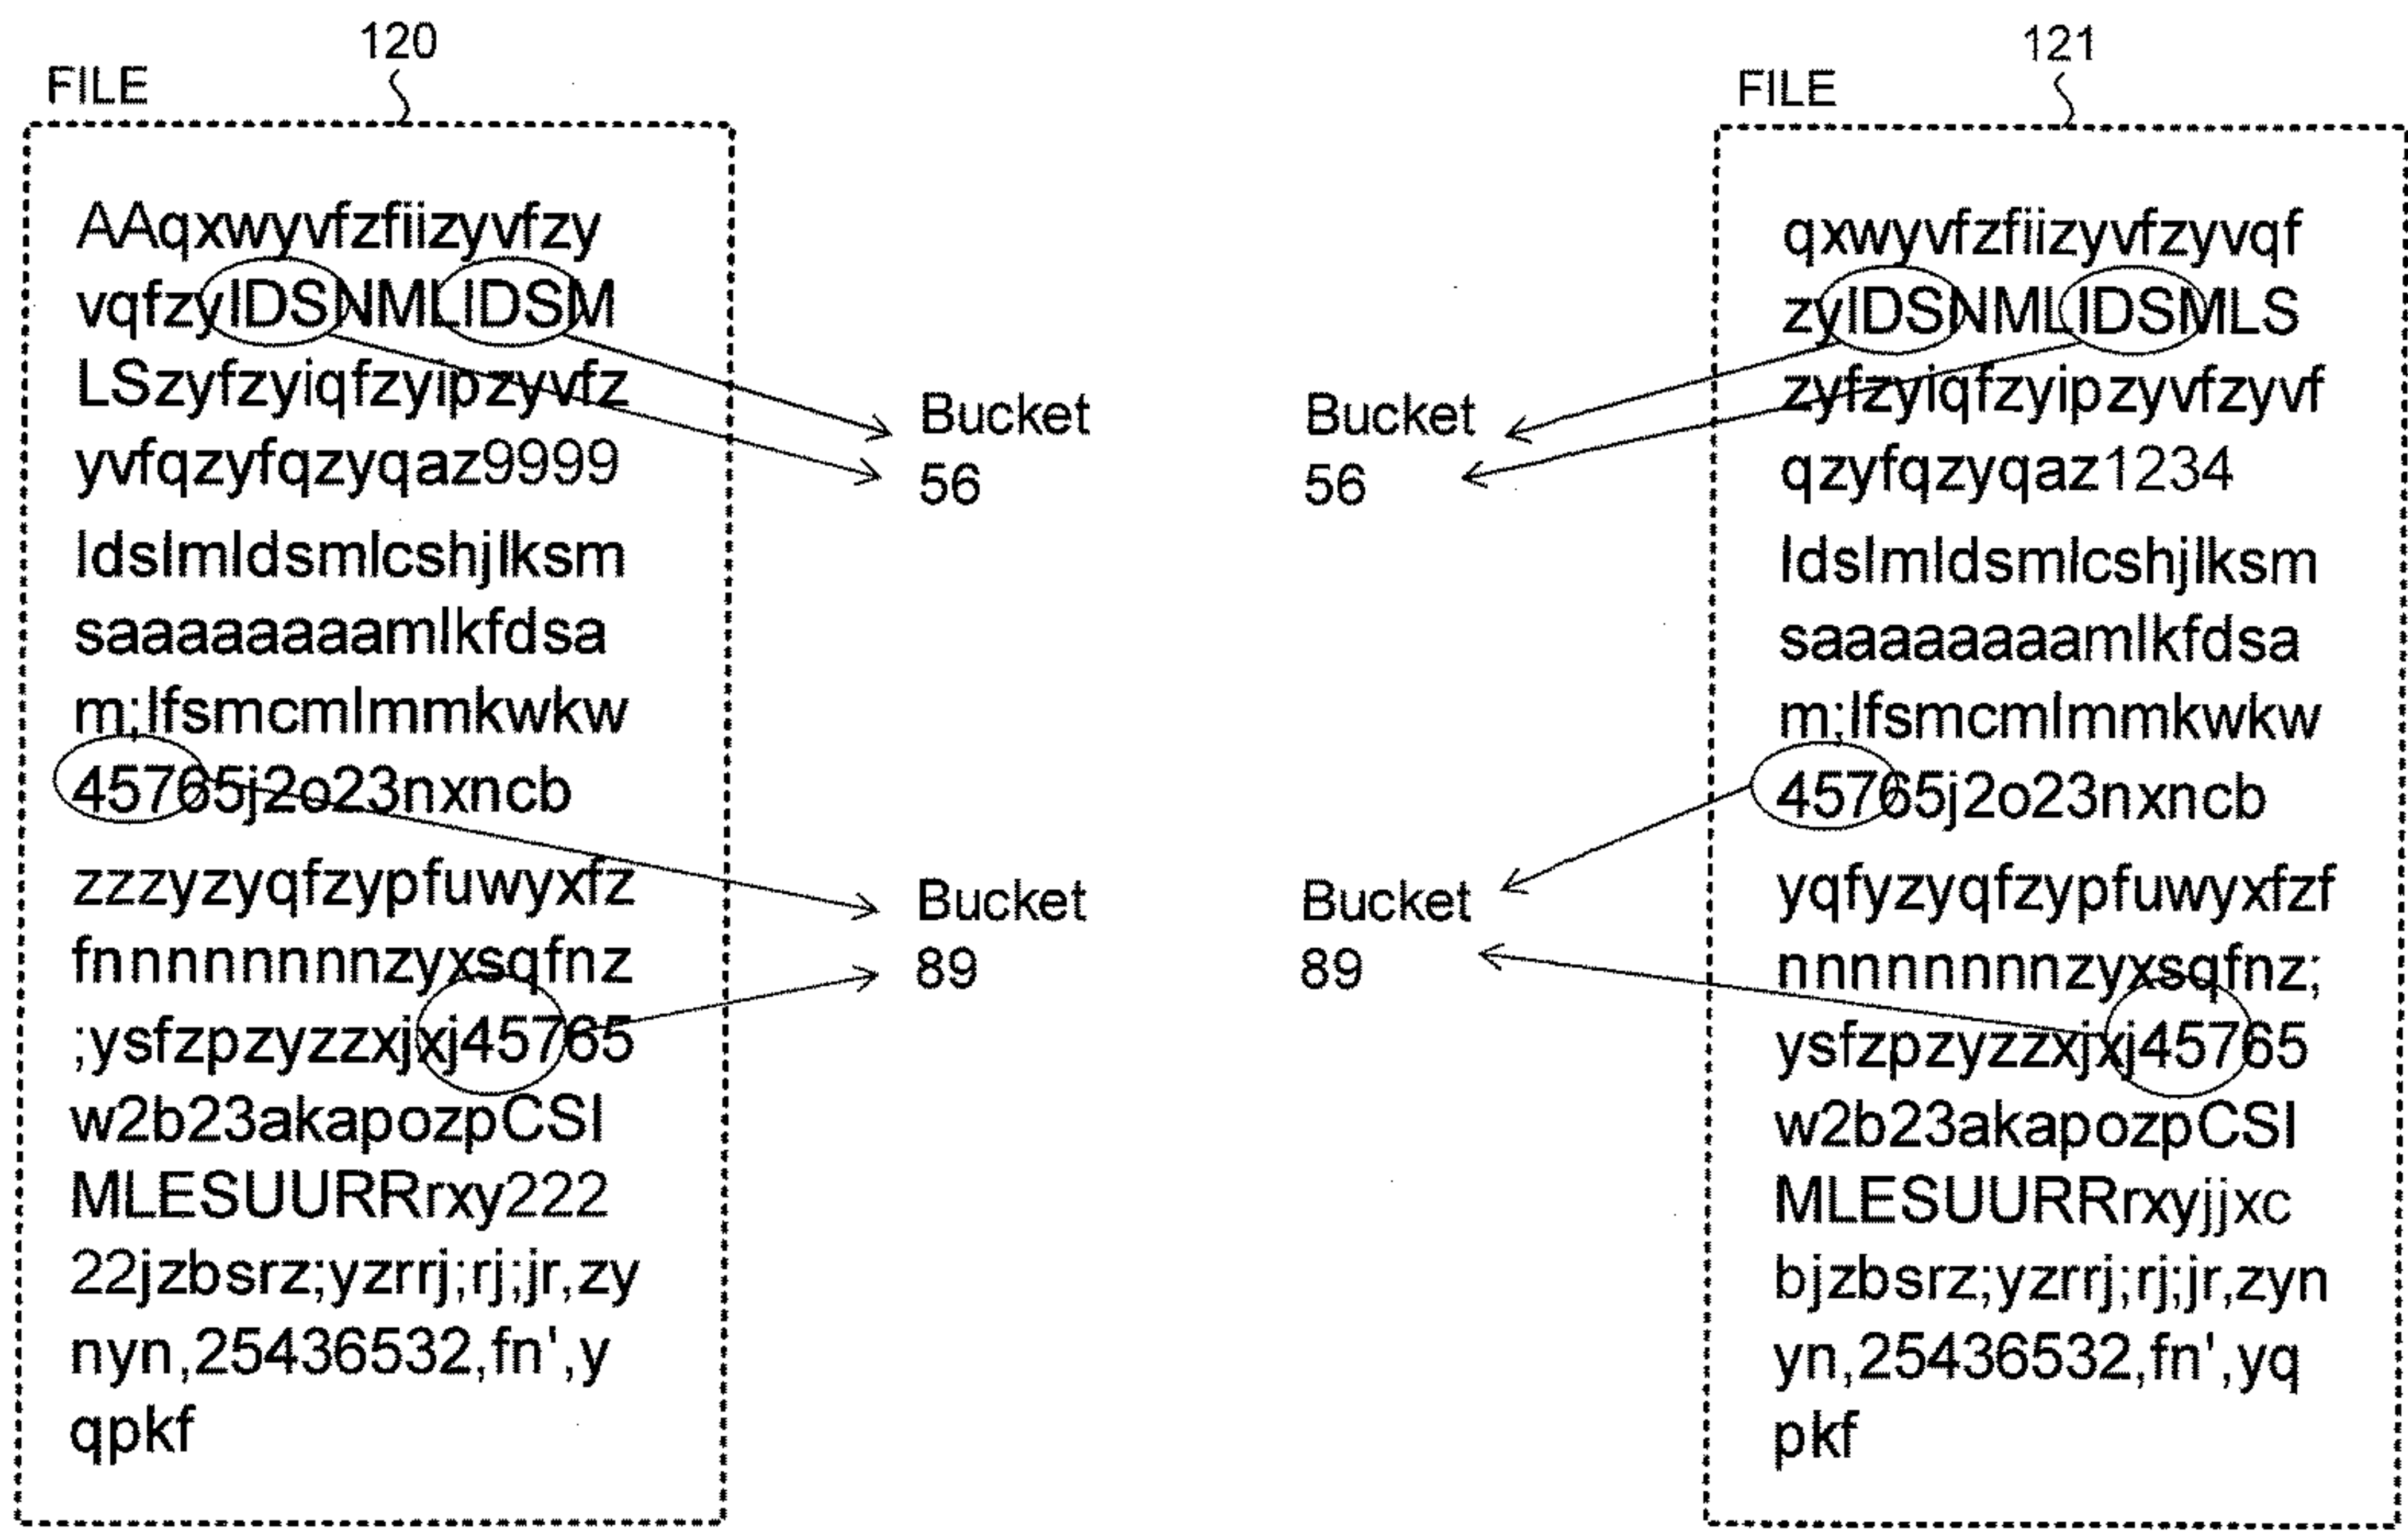 120
FILE
AAqxwyvfzfiizyvfzy
vqfzyIDSNMLIDSM
LSzyfzyiqfzyipzyvfz
yvfqzyfqzyqaz9999
ldslmldsmlcshjlksm
saaaaaaaamlkfdsa
m;lfsmcmlmmkwkw
45765j2o23nxncb
zzzyzyqfzypfuwyxfz
fnnnnnnnnzyxsqfnz
;ysfzpzyzzxjxj45765
w2b23akapozpCSI
MLESUURRrxy222
22jzbsrz;yzrrj;rj;jr,zy
nyn,25436532,fn',y
qpkf
Bucket
56
Bucket
89
Bucket
56
Bucket
89
121
FILE
qxwyvfzfiizyvfzyvqf
zyIDSNMLIDSMLS
zyfzyiqfzyipzyvfzyvf
qzyfqzyqaz1234
ldslmldsmlcshjlksm
saaaaaaaamlkfdsa
m;lfsmcmlmmkwkw
45765j2o23nxncb
yqfyzyqfzypfuwyxfzf
nnnnnnnnzyxsqfnz;
ysfzpzyzzxjxj45765
w2b23akapozpCSI
MLESUURRrxyjjxc
bjzbsrz;yzrrj;rj;jr,zyn
yn,25436532,fn',yq
pkf